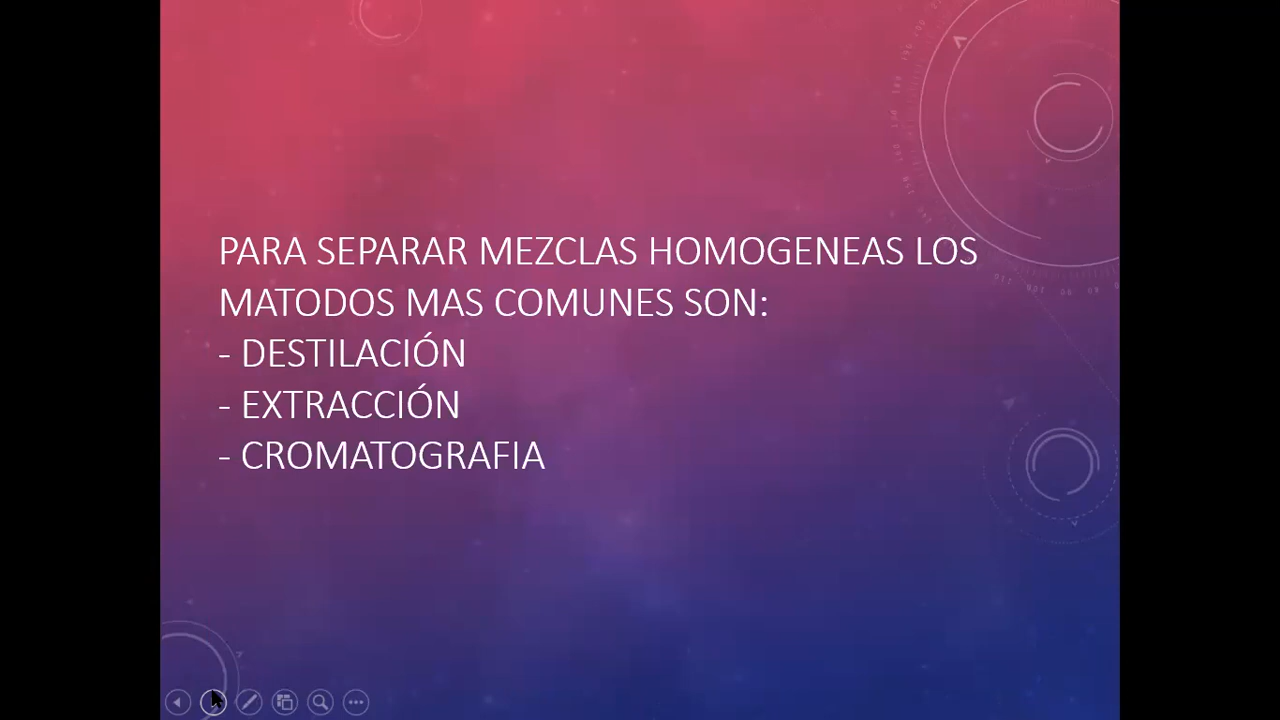 PARA SEPARAR MEZCLAS HOMOGENEAS LOS
MATODOS MAS COMUNES SON:
- DESTILACIÓN
- EXTRACCIÓN
- CROMATOGRAFIA